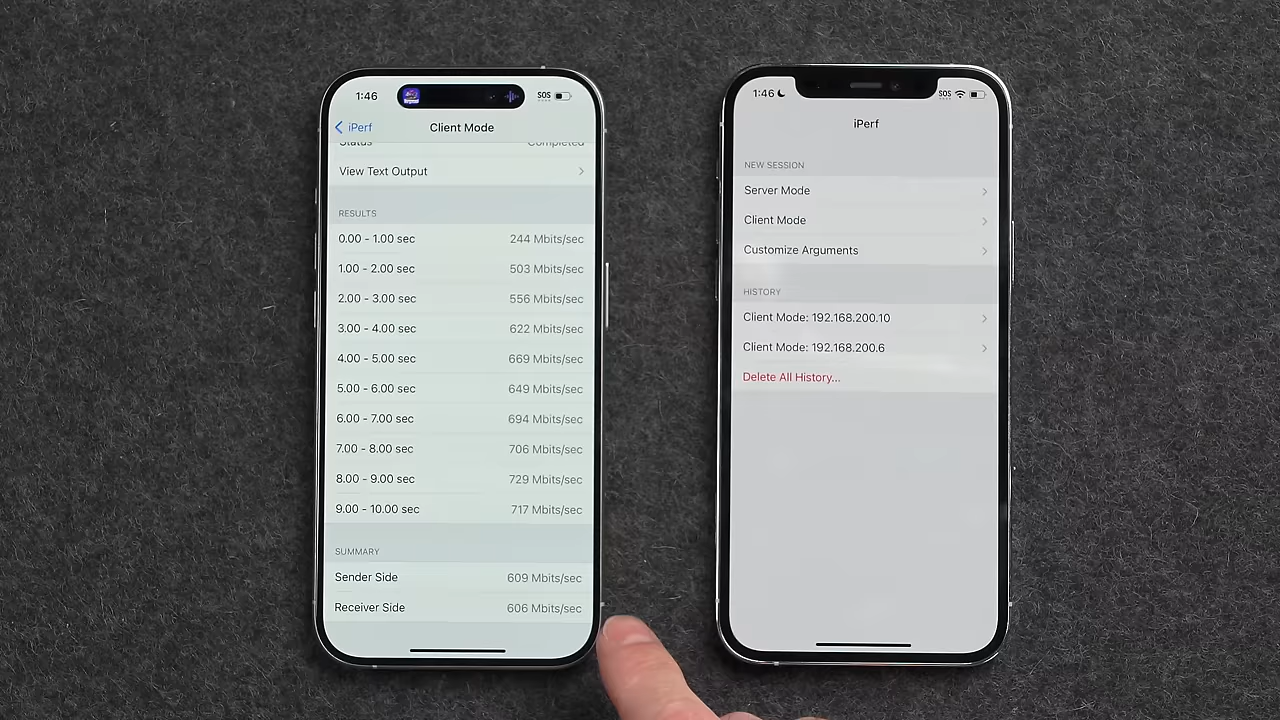 1:46
SOS
iPerf
Client Mode
Status Completed
View Text Output
RESULTS
0.00 - 1.00 sec 244 Mbits/sec
1.00 - 2.00 sec 503 Mbits/sec
2.00 - 3.00 sec 556 Mbits/sec
3.00 - 4.00 sec 622 Mbits/sec
4.00 - 5.00 sec 669 Mbits/sec
5.00 - 6.00 sec 649 Mbits/sec
6.00 - 7.00 sec 694 Mbits/sec
7.00 - 8.00 sec 706 Mbits/sec
8.00 - 9.00 sec 729 Mbits/sec
9.00 - 10.00 sec 717 Mbits/sec
SUMMARY
Sender Side 609 Mbits/sec
Receiver Side 606 Mbits/sec
1:46
SOS
iPerf
NEW SESSION
Server Mode
Client Mode
Customize Arguments
HISTORY
Client Mode: 192.168.200.10
Client Mode: 192.168.200.6
Delete All History...